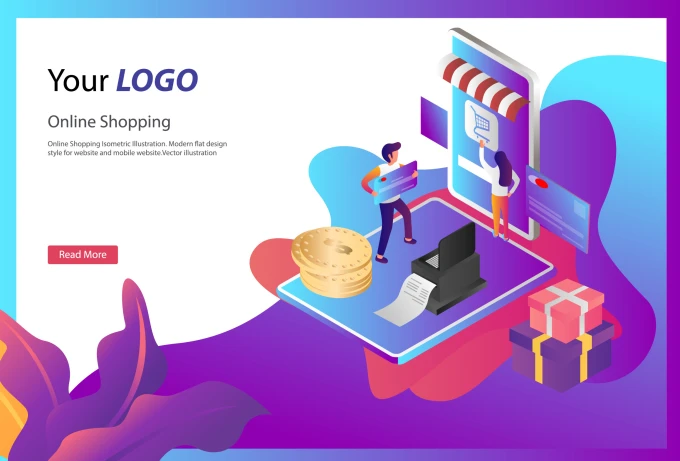 Your LOGO
Online Shopping
Online Shopping Isometric Illustration. Modern flat design
style for website and mobile website.Vector illustration
Read More